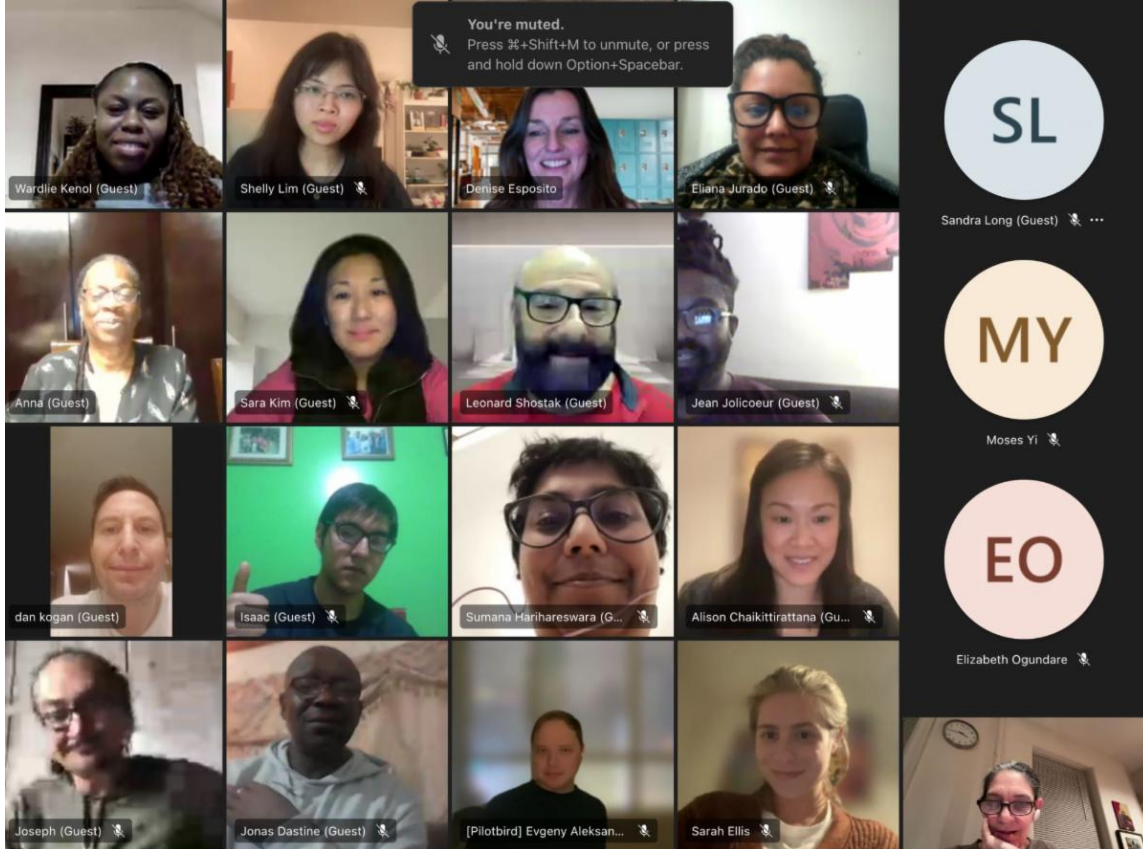 You're muted.
Press ⌘+Shift+M to unmute, or press
and hold down Option+Spacebar.
Wardlie Kenol (Guest)
Shelly Lim (Guest)
Denise Esposito
Eliana Jurado (Guest)
SL
Sandra Long (Guest)
Anna (Guest)
Sara Kim (Guest)
Leonard Shostak (Guest)
Jean Jolicoeur (Guest)
MY
Moses Yi
dan kogan (Guest)
Isaac (Guest)
Sumana Harihareswara (G...
Alison Chaikittirattana (Gu...
EO
Elizabeth Ogundare
Joseph (Guest)
Jonas Dastine (Guest)
[Pilotbird] Evgeny Aleksan...
Sarah Ellis